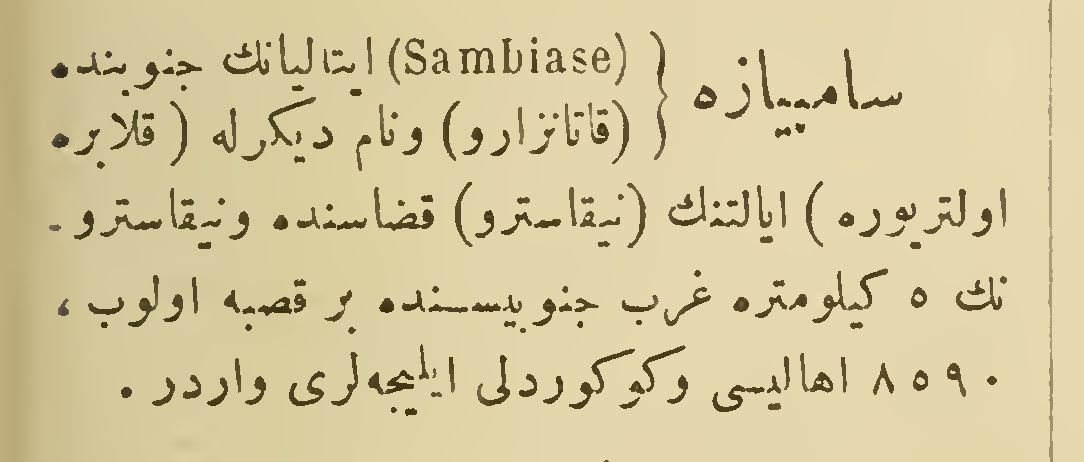 سامبیازه { (Sambiase) ایتالیانك جنوبنده
(قاتانزارو) ونام دیكرله ( قلابره
اولتریوره ) ایالتنك (نیقاسترو) قضاسنده ونیقاسترو-
نك ٥ كیلومتره غرب جنوبیسنده بر قصبه اولوب ،
٨٥٩٠ اهالیسی وكوكوردلی ایلیجه‌لری واردر .